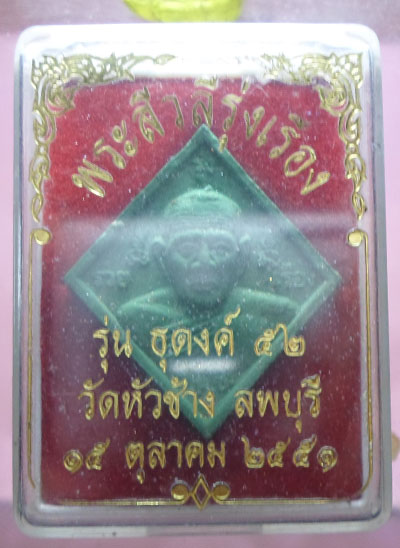 พระสิวลีรุ่งเรือง
รุ่น ธุดงค์ ๕๒
วัดหัวช้าง ลพบุรี
๑๕ ตุลาคม ๒๕๕๑